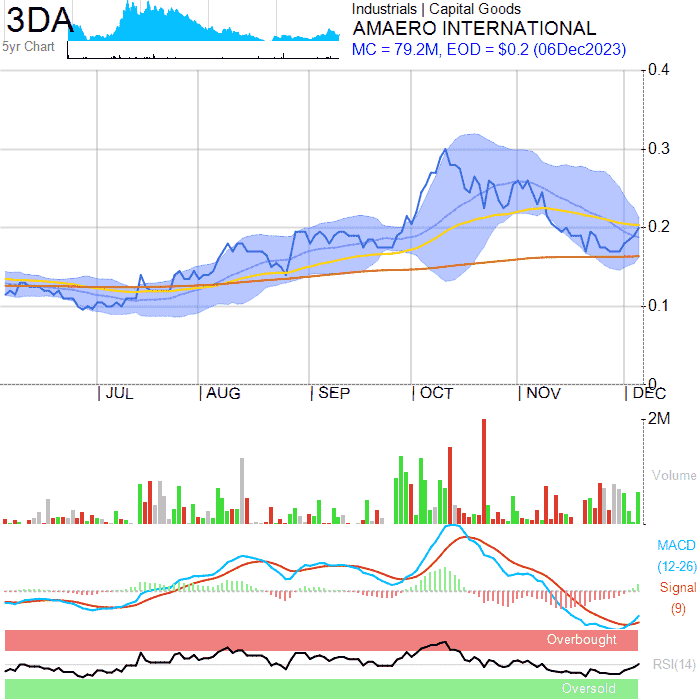 3DA
5yr Chart
Industrials | Capital Goods
AMAERO INTERNATIONAL
MC = 79.2M, EOD = $0.2 (06Dec2023)
0.4
0.3
0.2
0.1
0
| JUL | AUG | SEP | OCT | NOV | DEC
2M
Volume
MACD
(12-26)
Signal
(9)
Overbought
RSI(14)
Oversold